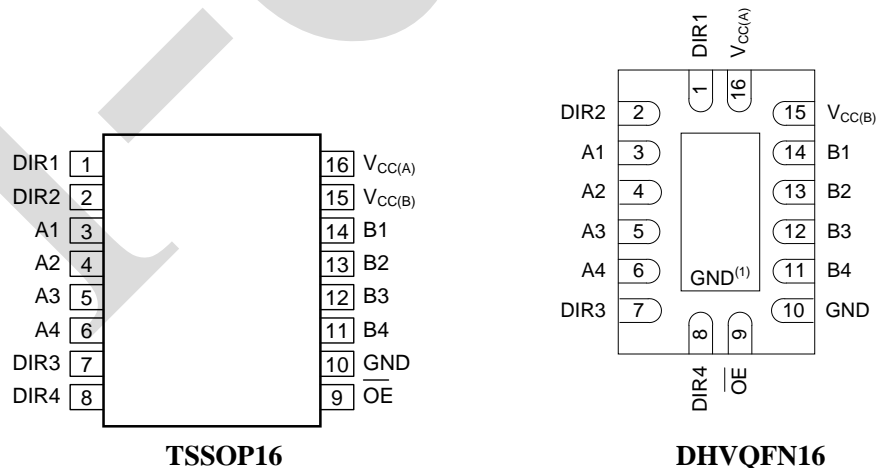 DIR1 1 16 VCC(A)
DIR2 2 15 VCC(B)
A1 3 14 B1
A2 4 13 B2
A3 5 12 B3
A4 6 11 B4
DIR3 7 10 GND
DIR4 8 9 OE
TSSOP16
DIR1 VCC(A)
1 16
DIR2 2 15 VCC(B)
A1 3 14 B1
A2 4 13 B2
A3 5 12 B3
A4 6 11 B4
GND(1)
DIR3 7 10 GND
8 9
DIR4 OE
DHVQFN16